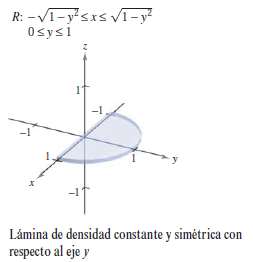 R: −√1−y² ≤ x ≤ √1−y²
0 ≤ y ≤ 1
z
1
−1
−1
1
1
y
x
−1
Lámina de densidad constante y simétrica con
respecto al eje y